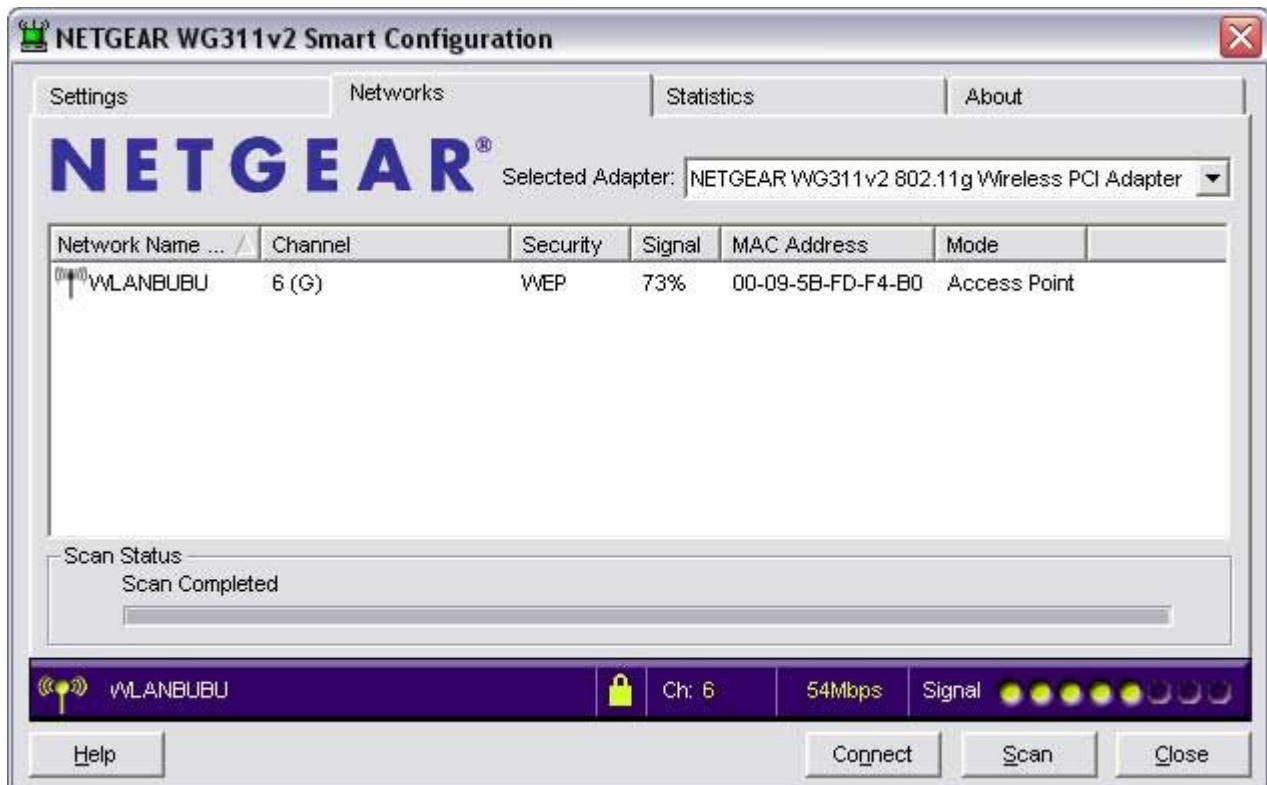 NETGEAR WG311v2 Smart Configuration
Settings Networks Statistics About
NETGEAR® Selected Adapter: NETGEAR WG311v2 802.11g Wireless PCI Adapter
Network Name ... Channel Security Signal MAC Address Mode
WLANBUBU 6 (G) WEP 73% 00-09-5B-FD-F4-B0 Access Point
Scan Status
Scan Completed
WLANBUBU Ch: 6 54Mbps Signal
Help Connect Scan Close